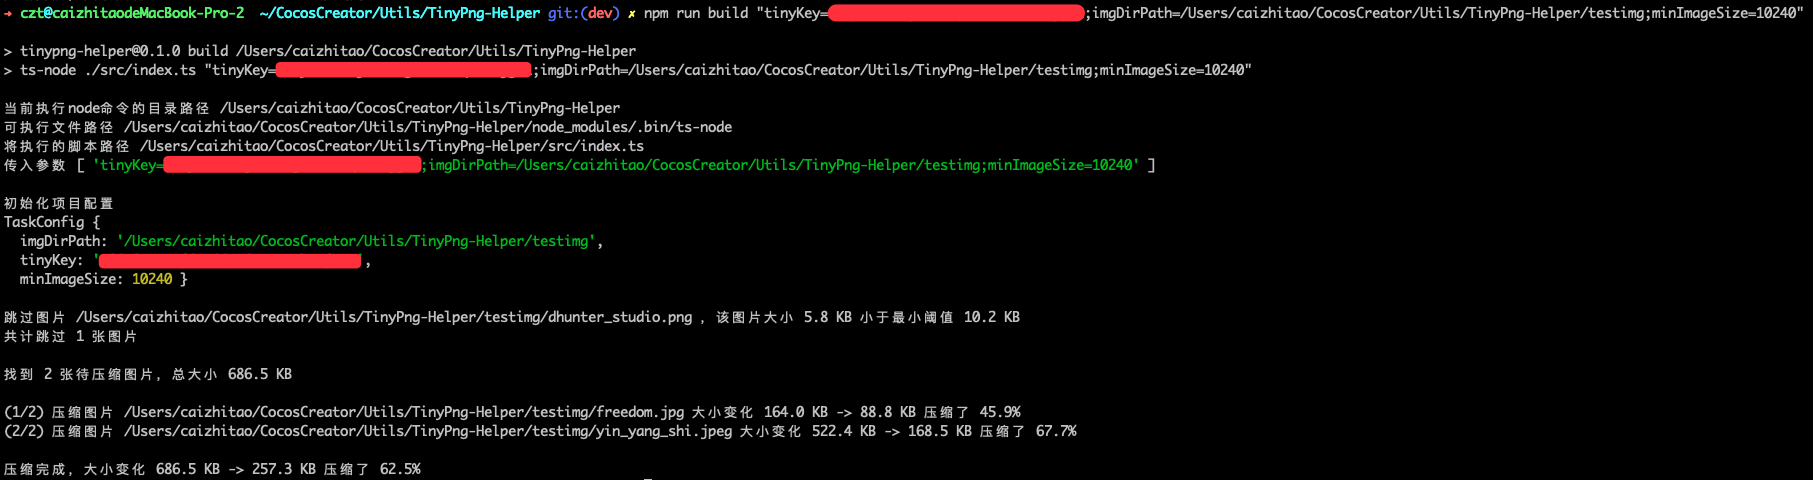 → czt@caizhitaodeMacBook-Pro-2 ~/CocosCreator/Utils/TinyPng-Helper git:(dev) ✗ npm run build "tinyKey=;imgDirPath=/Users/caizhitao/CocosCreator/Utils/TinyPng-Helper/testimg;minImageSize=10240"
> tinypng-helper@0.1.0 build /Users/caizhitao/CocosCreator/Utils/TinyPng-Helper
> ts-node ./src/index.ts "tinyKey=;imgDirPath=/Users/caizhitao/CocosCreator/Utils/TinyPng-Helper/testimg;minImageSize=10240"
当前执行node命令的目录路径 /Users/caizhitao/CocosCreator/Utils/TinyPng-Helper
可执行文件路径 /Users/caizhitao/CocosCreator/Utils/TinyPng-Helper/node_modules/.bin/ts-node
将执行的脚本路径 /Users/caizhitao/CocosCreator/Utils/TinyPng-Helper/src/index.ts
传入参数 [ 'tinyKey=;imgDirPath=/Users/caizhitao/CocosCreator/Utils/TinyPng-Helper/testimg;minImageSize=10240' ]
初始化项目配置
TaskConfig {
imgDirPath: '/Users/caizhitao/CocosCreator/Utils/TinyPng-Helper/testimg',
tinyKey: ',
minImageSize: 10240 }
跳过图片 /Users/caizhitao/CocosCreator/Utils/TinyPng-Helper/testimg/dhunter_studio.png ，该图片大小 5.8 KB 小于最小阈值 10.2 KB
共计跳过 1 张图片
找到 2 张待压缩图片，总大小 686.5 KB
(1/2) 压缩图片 /Users/caizhitao/CocosCreator/Utils/TinyPng-Helper/testimg/freedom.jpg 大小变化 164.0 KB -> 88.8 KB 压缩了 45.9%
(2/2) 压缩图片 /Users/caizhitao/CocosCreator/Utils/TinyPng-Helper/testimg/yin_yang_shi.jpeg 大小变化 522.4 KB -> 168.5 KB 压缩了 67.7%
压缩完成，大小变化 686.5 KB -> 257.3 KB 压缩了 62.5%